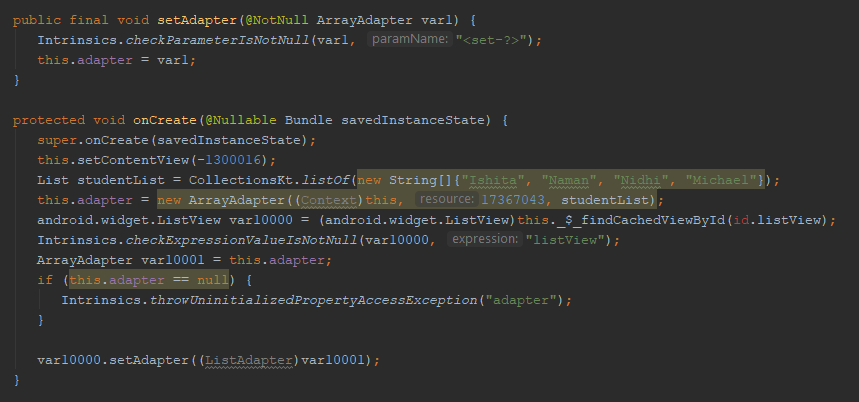 public final void setAdapter(@NotNull ArrayAdapter var1) {
Intrinsics.checkParameterIsNotNull(var1, paramName: "<set-?>");
this.adapter = var1;
}
protected void onCreate(@Nullable Bundle savedInstanceState) {
super.onCreate(savedInstanceState);
this.setContentView(-1300016);
List studentList = CollectionsKt.listOf(new String[]{"Ishita", "Naman", "Nidhi", "Michael"});
this.adapter = new ArrayAdapter((Context)this, resource: 17367043, studentList);
android.widget.ListView var10000 = (android.widget.ListView)this._$_findCachedViewById(id.listView);
Intrinsics.checkExpressionValueIsNotNull(var10000, expression: "listView");
ArrayAdapter var10001 = this.adapter;
if (this.adapter == null) {
Intrinsics.throwUninitializedPropertyAccessException("adapter");
}
var10000.setAdapter((ListAdapter)var10001);
}